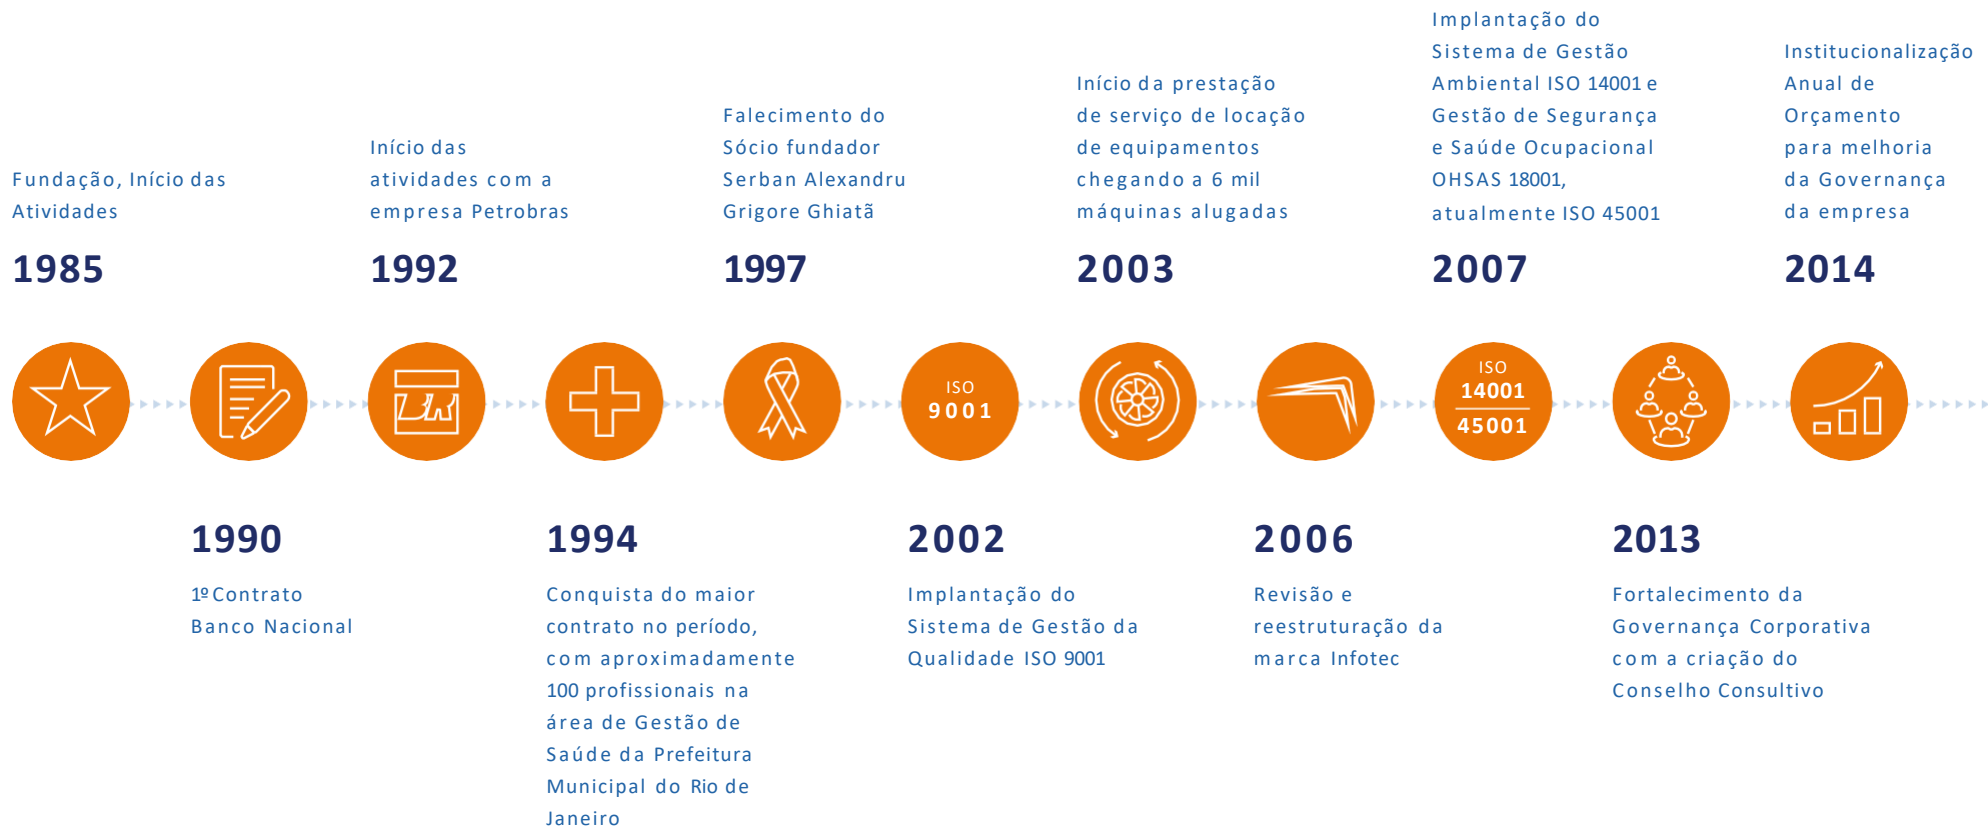 Fundação, Início das
Atividades
1985
1990
1º Contrato
Banco Nacional
Início das
atividades com a
empresa Petrobras
1992
1994
Conquista do maior
contrato no período,
com aproximadamente
100 profissionais na
área de Gestão de
Saúde da Prefeitura
Municipal do Rio de
Janeiro
Falecimento do
Sócio fundador
Serban Alexandru
Grigore Ghiatã
1997
ISO
9001
2002
Implantação do
Sistema de Gestão da
Qualidade ISO 9001
Início da prestação
de serviço de locação
de equipamentos
chegando a 6 mil
máquinas alugadas
2003
2006
Revisão e
reestruturação da
marca Infotec
Implantação do
Sistema de Gestão
Ambiental ISO 14001 e
Gestão de Segurança
e Saúde Ocupacional
OHSAS 18001,
atualmente ISO 45001
2007
ISO
14001
45001
2013
Fortalecimento da
Governança Corporativa
com a criação do
Conselho Consultivo
Institucionalização
Anual de
Orçamento
para melhoria
da Governança
da empresa
2014